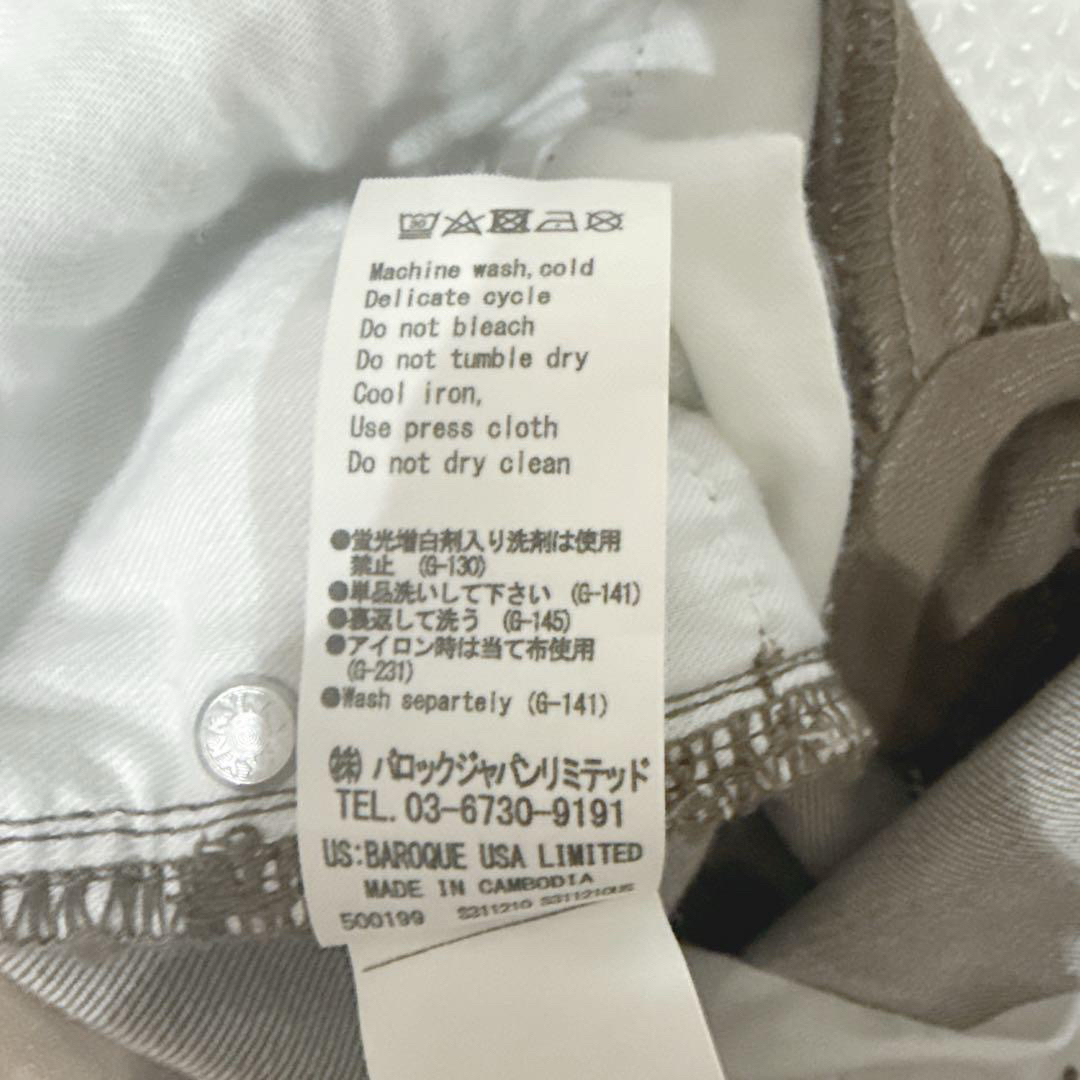 Machine wash,cold
Delicate cycle
Do not bleach
Do not tumble dry
Cool iron,
Use press cloth
Do not dry clean
●蛍光増白剤入り洗剤は使用
禁止 (G-130)
●単品洗いして下さい (G-141)
●裏返して洗う (G-145)
●アイロン時は当て布使用
(G-231)
●Wash separtely (G-141)
㈱ バロックジャパンリミテッド
TEL. 03-6730-9191
US:BAROQUE USA LIMITED
MADE IN CAMBODIA
500199 S211210 S311210US